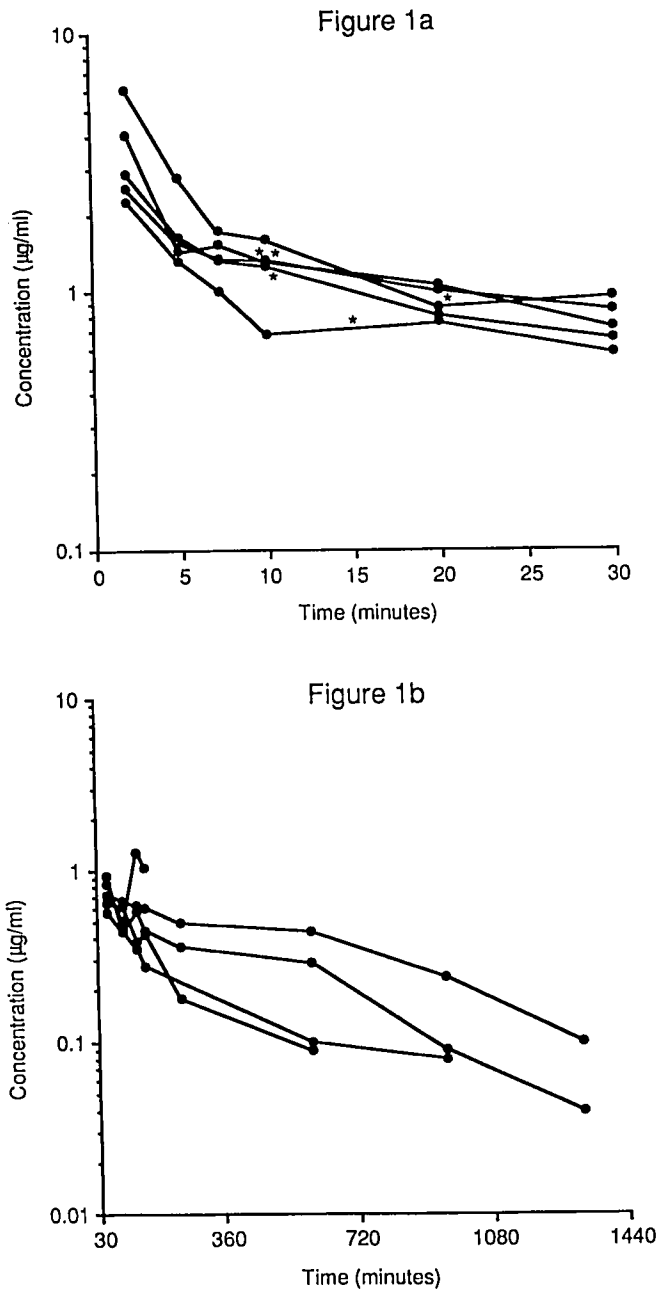 Figure 1a
10
1
0.1
Concentration (µg/ml)
* *
*
*
*
0 5 10 15 20 25 30
Time (minutes)
Figure 1b
10
1
0.1
0.01
Concentration (µg/ml)
30 360 720 1080 1440
Time (minutes)